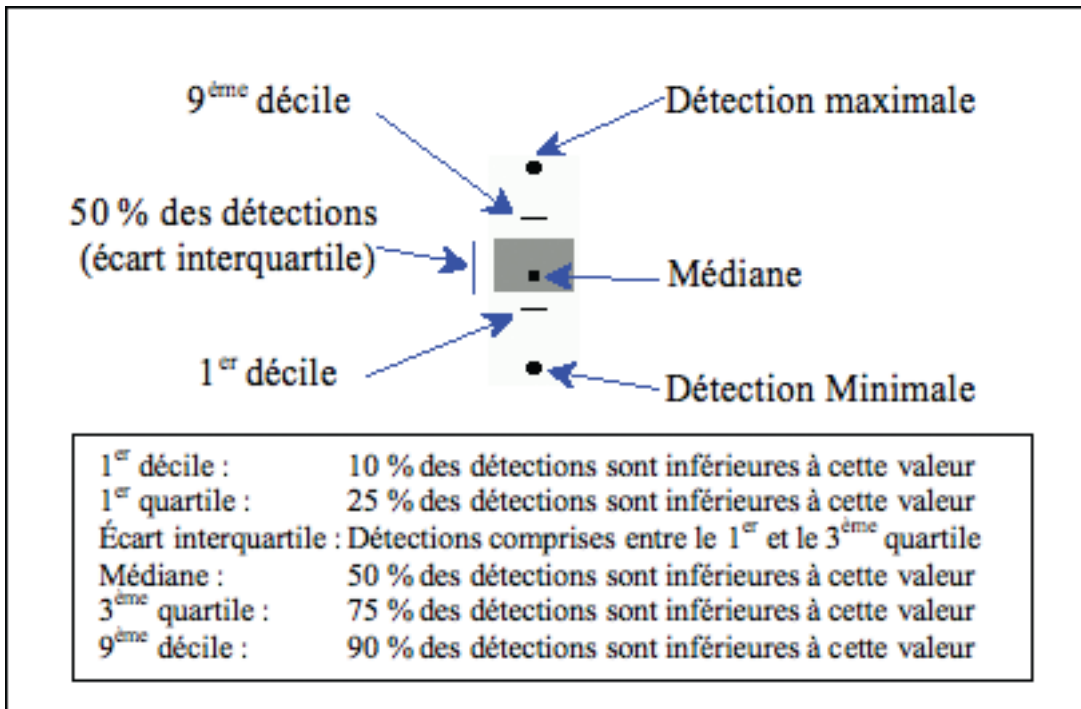 9ème décile
Détection maximale
50 % des détections
(écart interquartile)
Médiane
1er décile
Détection Minimale
1er décile : 10 % des détections sont inférieures à cette valeur
1er quartile : 25 % des détections sont inférieures à cette valeur
Écart interquartile : Détections comprises entre le 1er et le 3ème quartile
Médiane : 50 % des détections sont inférieures à cette valeur
3ème quartile : 75 % des détections sont inférieures à cette valeur
9ème décile : 90 % des détections sont inférieures à cette valeur